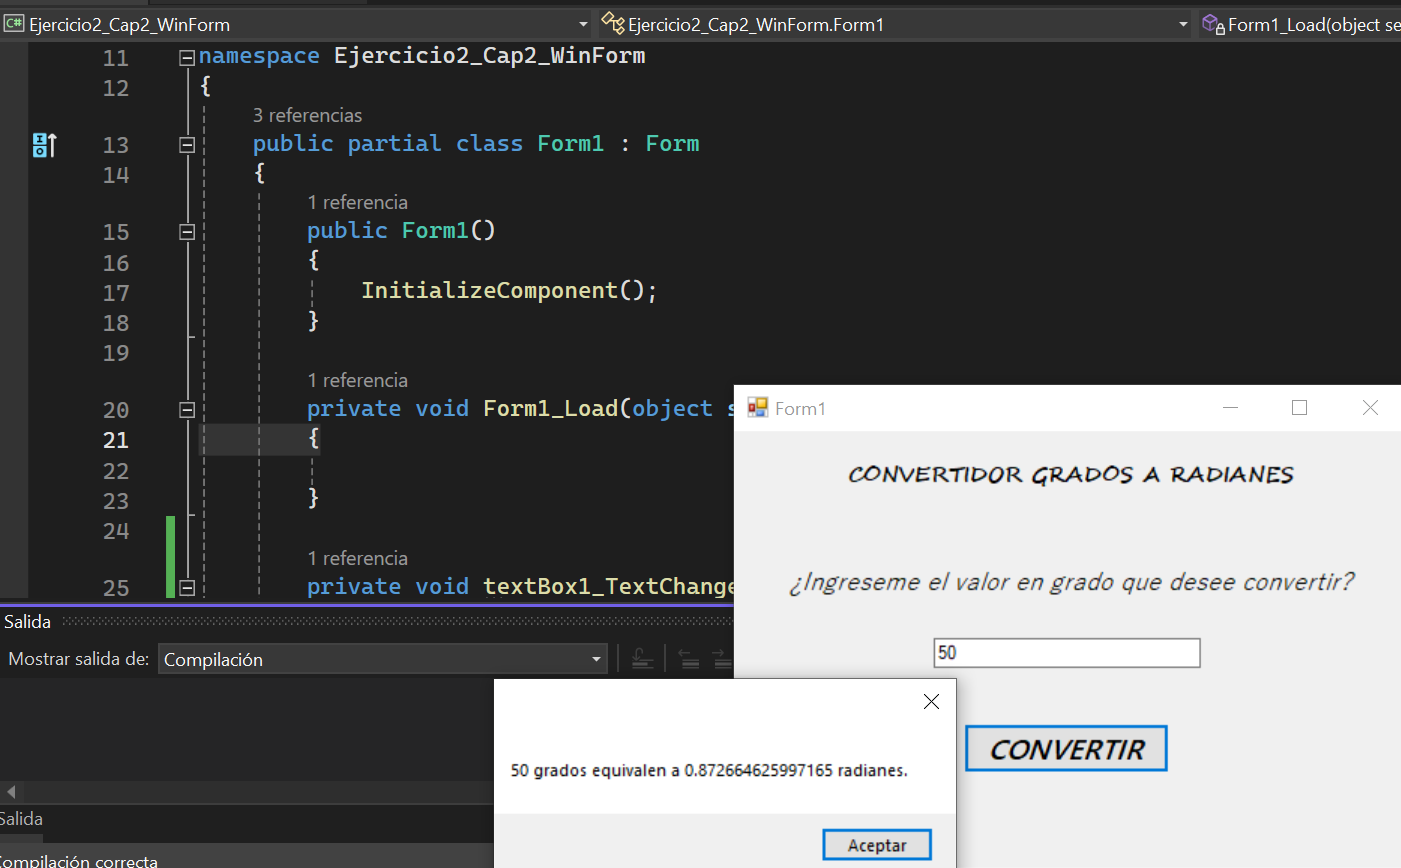 Ejercicio2_Cap2_WinForm
Ejercicio2_Cap2_WinForm.Form1
Form1_Load(object se
11 namespace Ejercicio2_Cap2_WinForm
12 {
3 referencias
13 public partial class Form1 : Form
14 {
1 referencia
15 public Form1()
16 {
17 InitializeComponent();
18 }
19
1 referencia
20 private void Form1_Load(object s
21 {
22
23 }
24
1 referencia
25 private void textBox1_TextChange
Form1
CONVERTIDOR GRADOS A RADIANES
¿Ingreseme el valor en grado que desee convertir?
50
CONVERTIR
Salida
Mostrar salida de: Compilación
50 grados equivalen a 0.872664625997165 radianes.
Aceptar
Salida
ompilación correcta